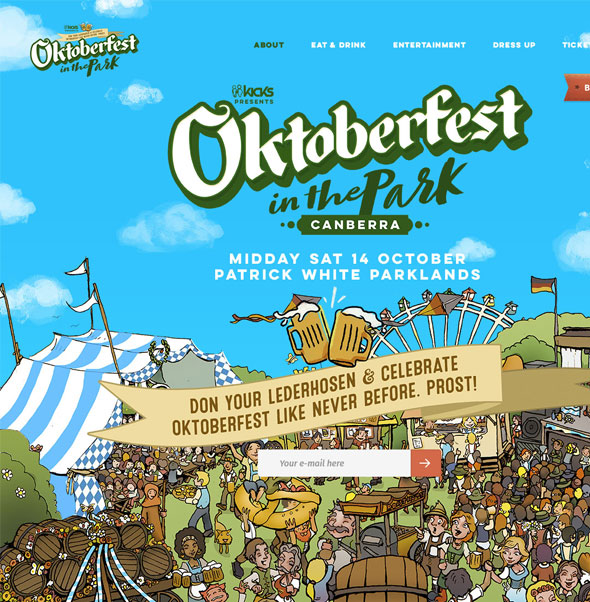 KICKS
Oktoberfest
in the Park
ABOUT
EAT & DRINK
ENTERTAINMENT
DRESS UP
TICKE
B
KICKS
PRESENTS
Oktoberfest
in the Park
CANBERRA
MIDDAY SAT 14 OCTOBER
PATRICK WHITE PARKLANDS
DON YOUR LEDERHOSEN & CELEBRATE
OKTOBERFEST LIKE NEVER BEFORE. PROST!
Your e-mail here